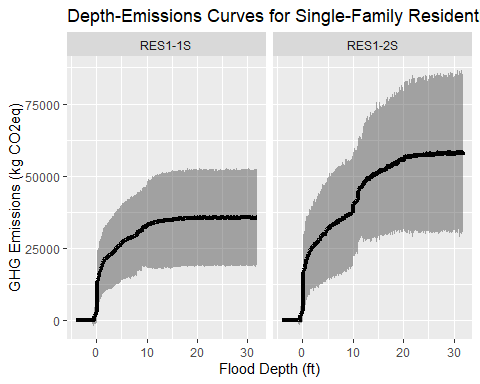 Depth-Emissions Curves for Single-Family Resident
RES1-1S RES1-2S
GHG Emissions (kg CO2eq)
75000
50000
25000
0
0 10 20 30 0 10 20 30
Flood Depth (ft)